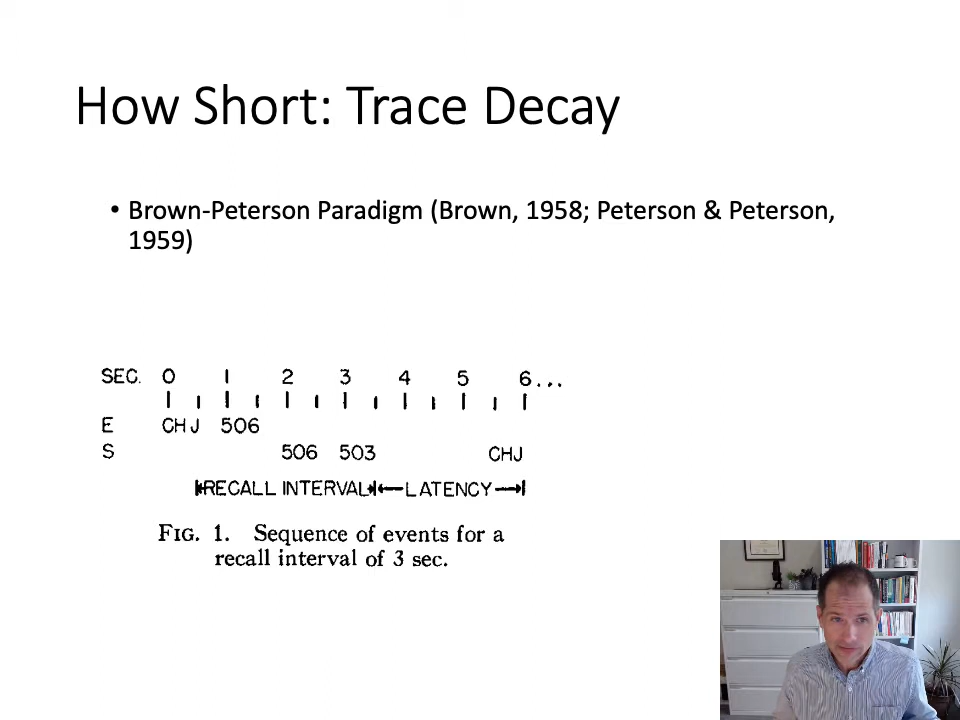 How Short: Trace Decay
• Brown-Peterson Paradigm (Brown, 1958; Peterson & Peterson,
1959)
SEC. 0 1 2 3 4 5 6...
E CHJ 506
S 506 503 CHJ
RECALL INTERVAL LATENCY
FIG. 1. Sequence of events for a
recall interval of 3 sec.